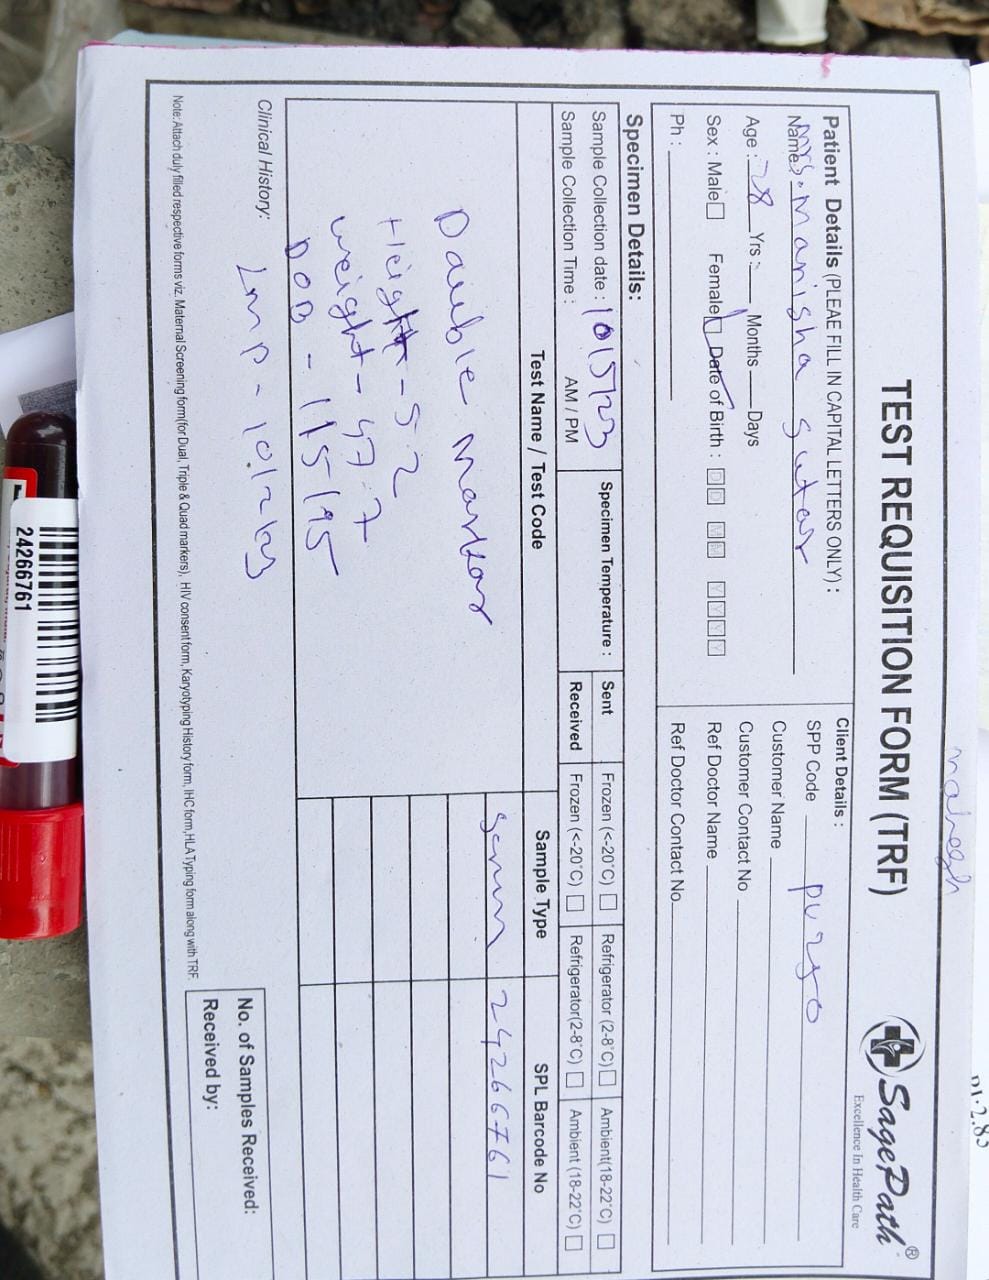 mahesh
TEST REQUISITION FORM (TRF)
SagePath®
Excellence In Health Care
Patient Details (PLEAE FILL IN CAPITAL LETTERS ONLY) :
Name: Mrs. Manisha Sutar
Age : 28 Yrs : Months Days
Sex : Male Female Date of Birth : DD MM YYYY
Ph :
Client Details :
SPP Code
Customer Name
Customer Contact No
Ref Doctor Name
Ref Doctor Contact No
Specimen Details:
Sample Collection date : 10/5/23
Sample Collection Time : AM / PM
Specimen Temperature :
Sent Frozen (<-20°C) Refrigerator (2-8°C) Ambient(18-22°C)
Received Frozen (<-20°C) Refrigerator(2-8°C) Ambient (18-22°C)
Test Name / Test Code Sample Type SPL Barcode No
Dauble marker 24266761
Height - 5.2
weight - 47.7
DOB - 1/5/95
Clinical History: Lmp - 10/2/23
No. of Samples Received:
Received by:
Note: Attach duly filled respective forms viz. Maternal Screening form(for Dual, Triple & Quad markers), HIV consent form, Karyotyping History form, IHC form, HLA Typing form along with TRF.
24266761